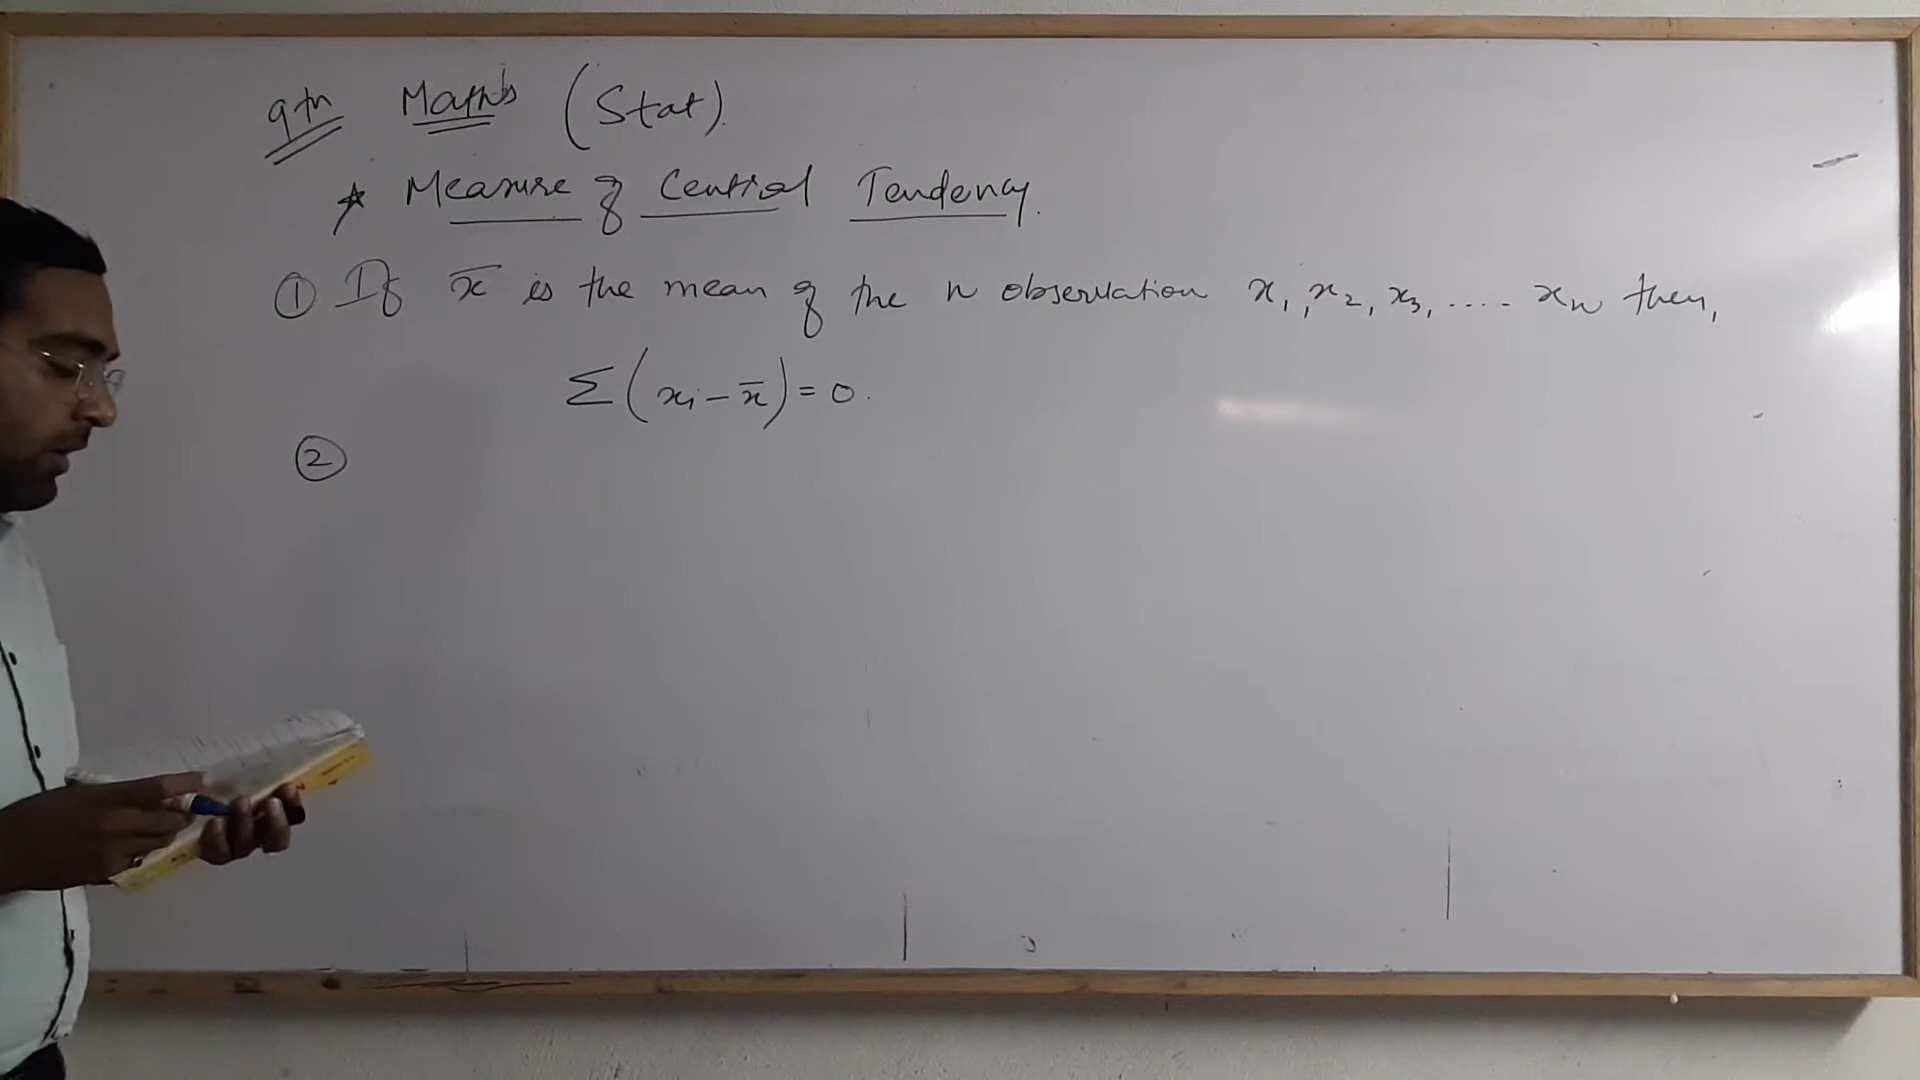 9th Maths (Stat).
* Measure of Central Tendency.
① If x̄ is the mean of the n observation x₁, x₂, x₃, .... xₙ then,
Σ(xᵢ - x̄) = 0.
②